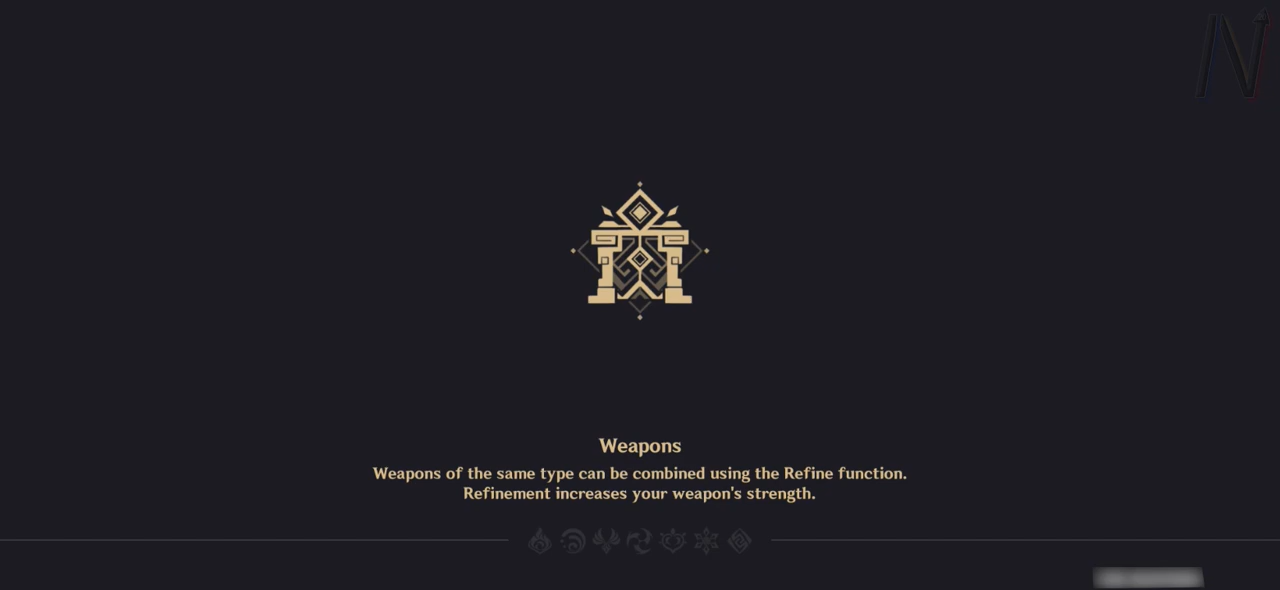 N
Weapons
Weapons of the same type can be combined using the Refine function.
Refinement increases your weapon's strength.